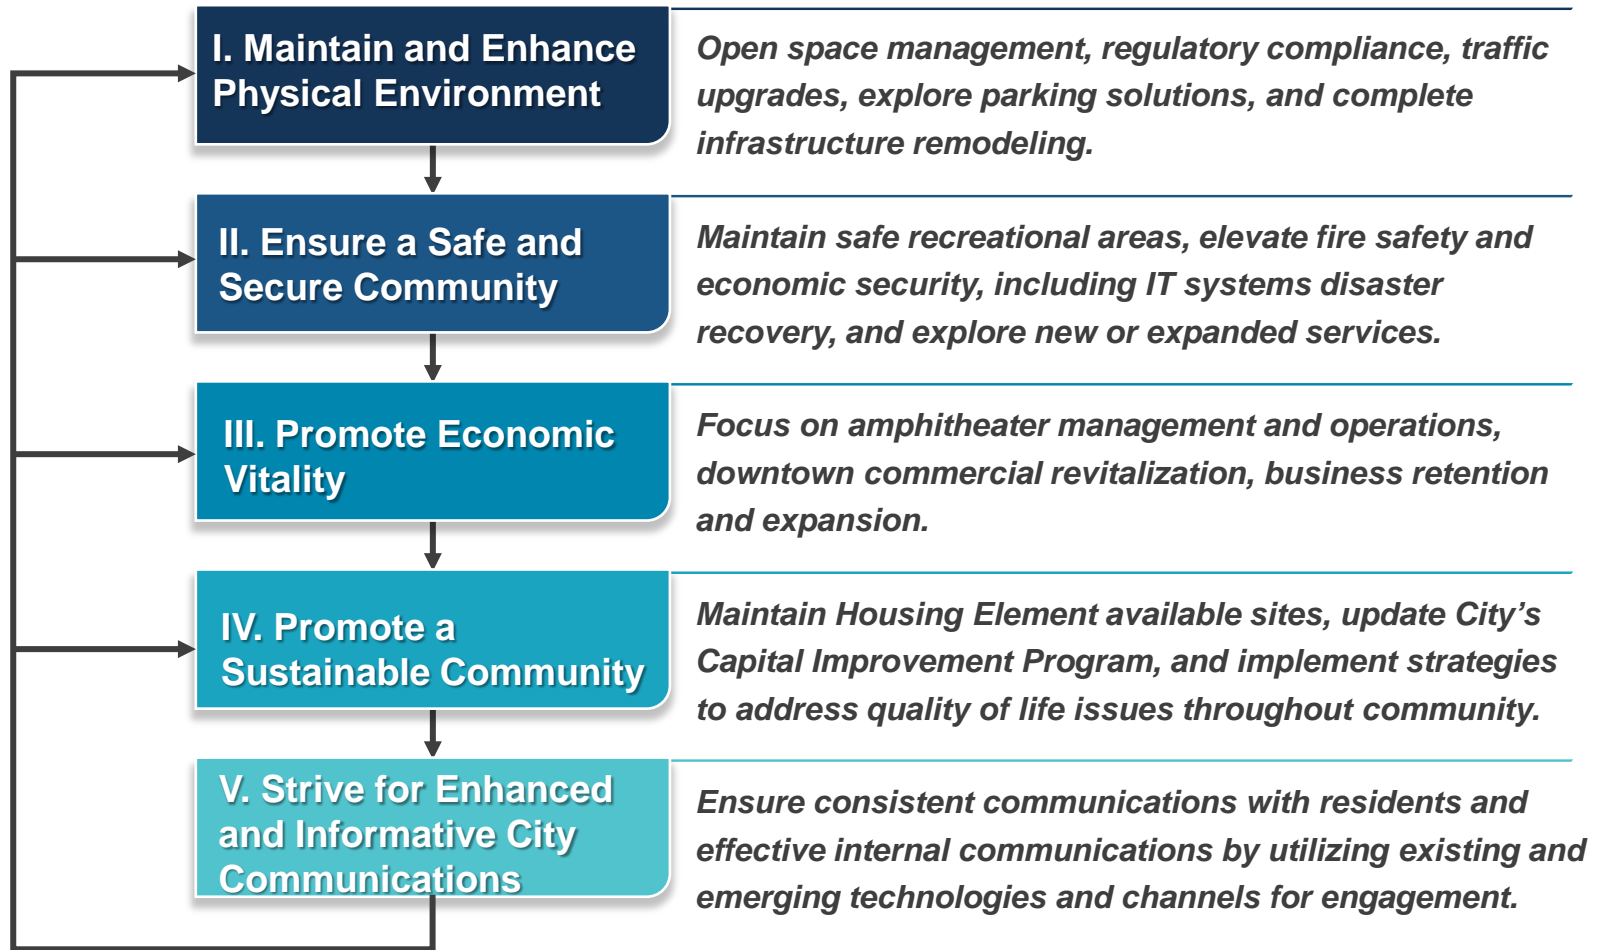 I. Maintain and Enhance
Physical Environment
Open space management, regulatory compliance, traffic
upgrades, explore parking solutions, and complete
infrastructure remodeling.
II. Ensure a Safe and
Secure Community
Maintain safe recreational areas, elevate fire safety and
economic security, including IT systems disaster
recovery, and explore new or expanded services.
III. Promote Economic
Vitality
Focus on amphitheater management and operations,
downtown commercial revitalization, business retention
and expansion.
IV. Promote a
Sustainable Community
Maintain Housing Element available sites, update City’s
Capital Improvement Program, and implement strategies
to address quality of life issues throughout community.
V. Strive for Enhanced
and Informative City
Communications
Ensure consistent communications with residents and
effective internal communications by utilizing existing and
emerging technologies and channels for engagement.